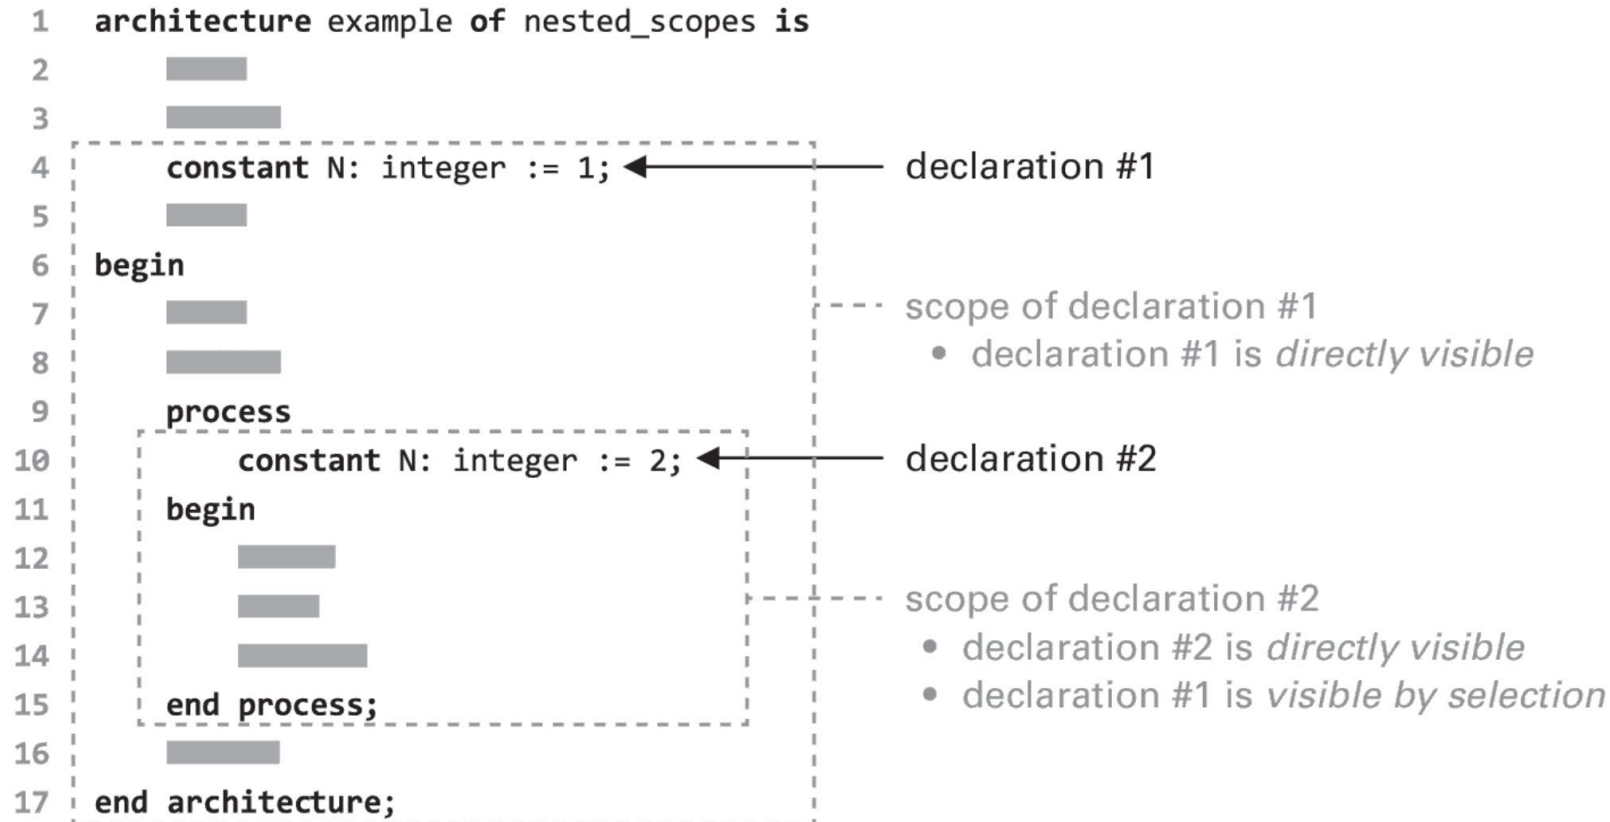 1 architecture example of nested_scopes is
2
3
4 constant N: integer := 1; declaration #1
5
6 begin
7 scope of declaration #1
8 • declaration #1 is directly visible
9 process
10 constant N: integer := 2; declaration #2
11 begin
12
13 scope of declaration #2
14 • declaration #2 is directly visible
15 end process; • declaration #1 is visible by selection
16
17 end architecture;